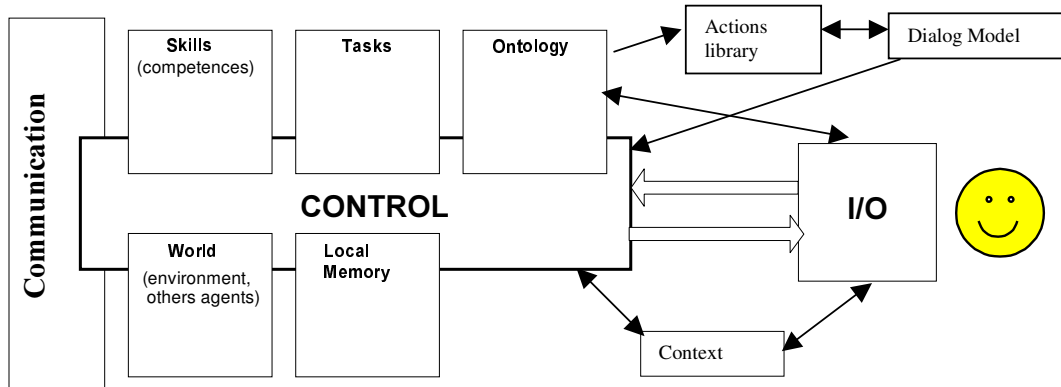 Communication
Skills
(competences)
Tasks
Ontology
Actions
library
Dialog Model
CONTROL
I/O
World
(environment,
others agents)
Local
Memory
Context